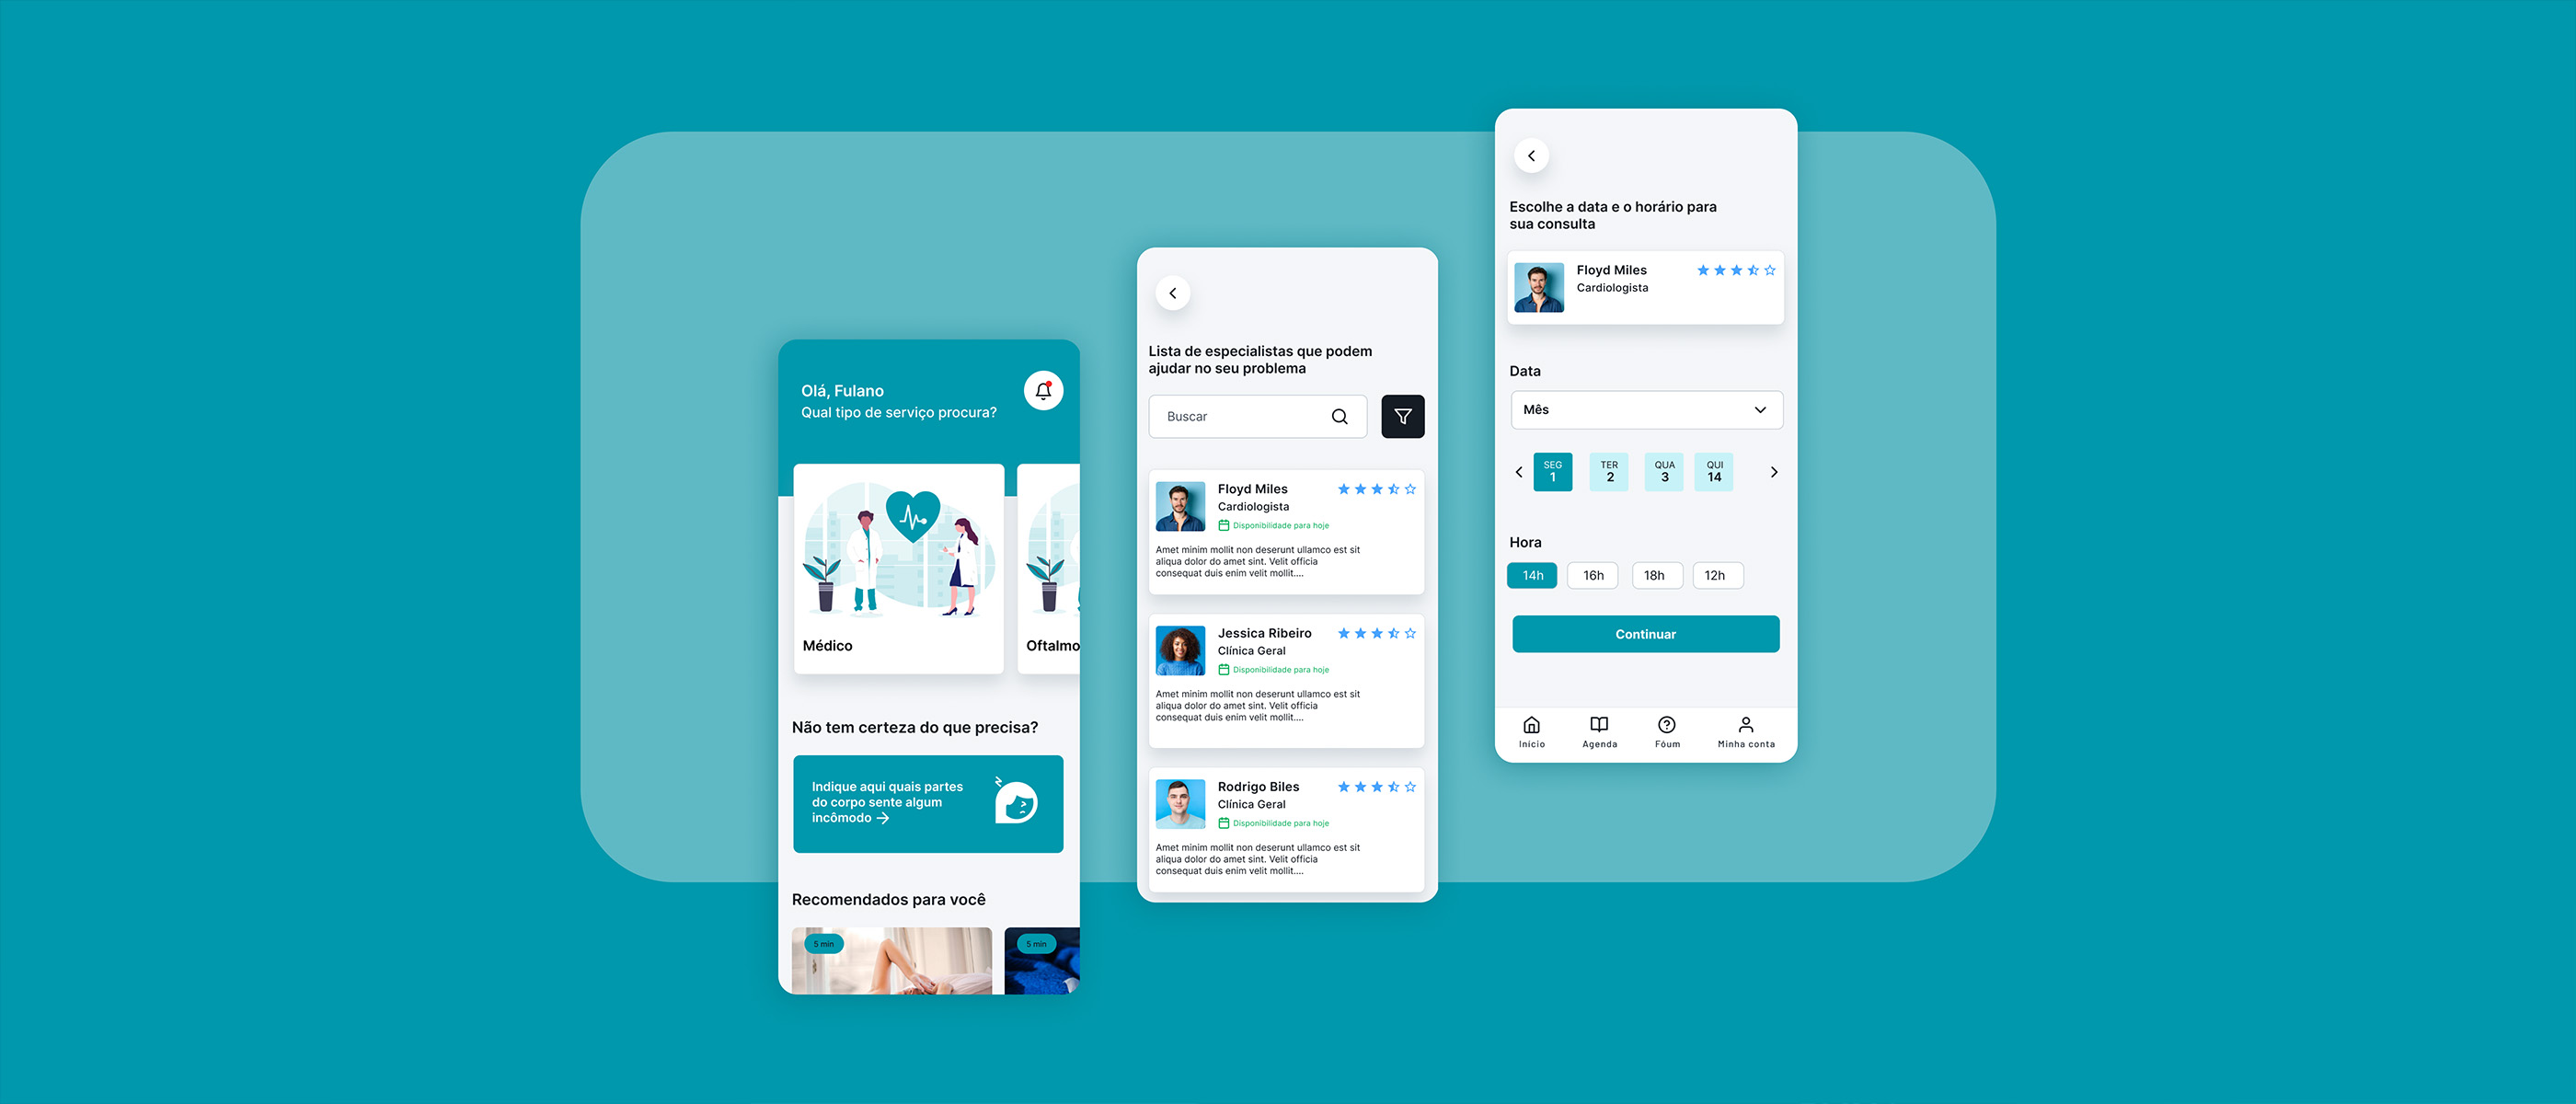 Olá, Fulano
Qual tipo de serviço procura?
Médico
Oftalmo
Não tem certeza do que precisa?
Indique aqui quais partes
do corpo sente algum
incômodo
Recomendados para você
5 min
5 min
Lista de especialistas que podem
ajudar no seu problema
Buscar
Floyd Miles
Cardiologista
Disponibilidade para hoje
Amet minim mollit non deserunt ullamco est sit
aliqua dolor do amet sint. Velit officia
consequat duis enim velit mollit....
Jessica Ribeiro
Clínica Geral
Disponibilidade para hoje
Amet minim mollit non deserunt ullamco est sit
aliqua dolor do amet sint. Velit officia
consequat duis enim velit mollit....
Rodrigo Biles
Clínica Geral
Disponibilidade para hoje
Amet minim mollit non deserunt ullamco est sit
aliqua dolor do amet sint. Velit officia
consequat duis enim velit mollit....
Escolhe a data e o horário para
sua consulta
Floyd Miles
Cardiologista
Data
Mês
SEG TER QUA QUI
1 2 3 14
Hora
14h 16h 18h 12h
Continuar
Início Agenda Fóum Minha conta